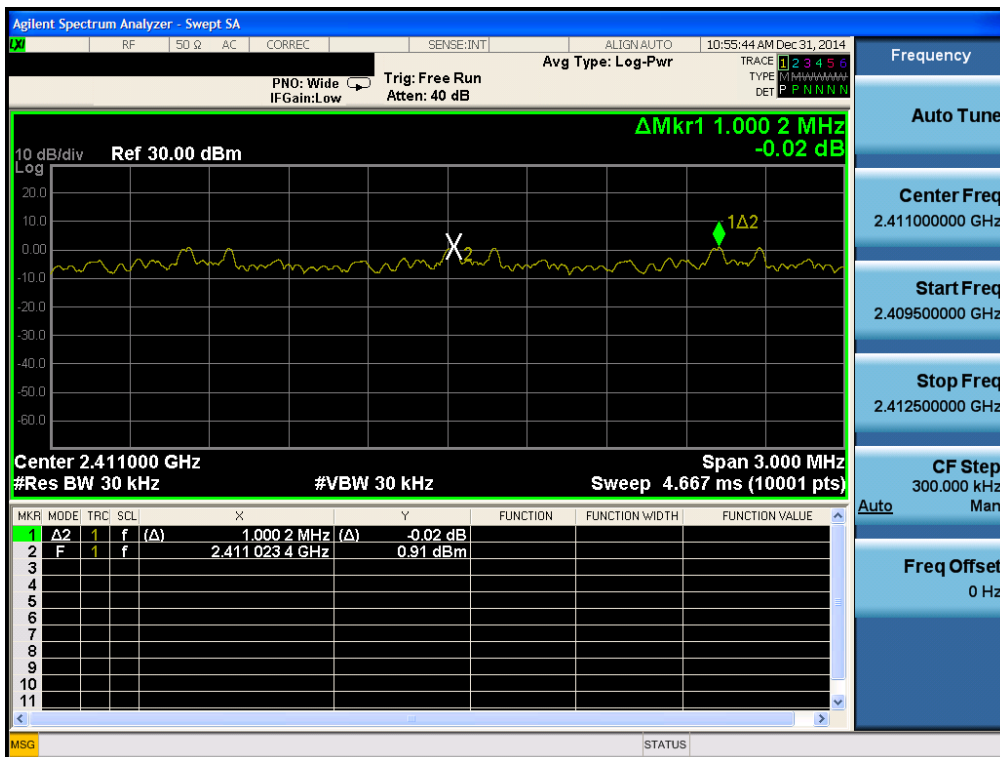 Agilent Spectrum Analyzer - Swept SA
LXI RF 50 Ω AC CORREC SENSE:INT ALIGN AUTO 10:55:44 AM Dec 31, 2014
Avg Type: Log-Pwr
TRACE 1 2 3 4 5 6
PNO: Wide Trig: Free Run
TYPE M
IFGain:Low Atten: 40 dB
DET P P N N N N
ΔMkr1 1.000 2 MHz
-0.02 dB
10 dB/div Ref 30.00 dBm
Log
20.0
10.0
0.00
-10.0
-20.0
-30.0
-40.0
-50.0
-60.0
1Δ2
X2
Center 2.411000 GHz Span 3.000 MHz
#Res BW 30 kHz #VBW 30 kHz Sweep 4.667 ms (10001 pts)
MKR MODE TRC SCL X Y FUNCTION FUNCTION WIDTH FUNCTION VALUE
1 Δ2 1 f (Δ) 1.000 2 MHz (Δ) -0.02 dB
2 F 1 f 2.411 023 4 GHz 0.91 dBm
3
4
5
6
7
8
9
10
11
MSG STATUS
Frequency
Auto Tune
Center Freq
2.411000000 GHz
Start Freq
2.409500000 GHz
Stop Freq
2.412500000 GHz
CF Step
300.000 kHz
Auto Man
Freq Offset
0 Hz